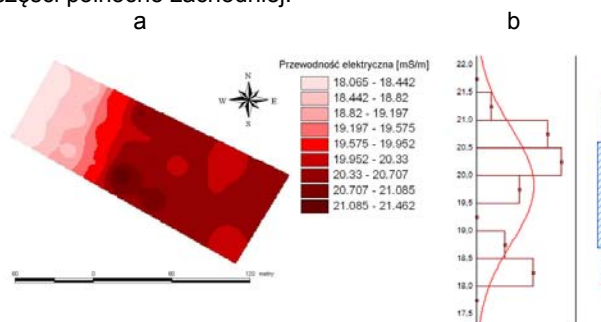 części północno zachodniej.
a b
Przewodność elektryczna [mS/m]
18.065 - 18.442
18.442 - 18.82
18.82 - 19.197
19.197 - 19.575
19.575 - 19.952
19.952 - 20.33
20.33 - 20.707
20.707 - 21.085
21.085 - 21.462
N
W E
S
60 0 60 120 metry
22.0
21.5
21.0
20.5
20.0
19.5
19.0
18.5
18.0
17.5